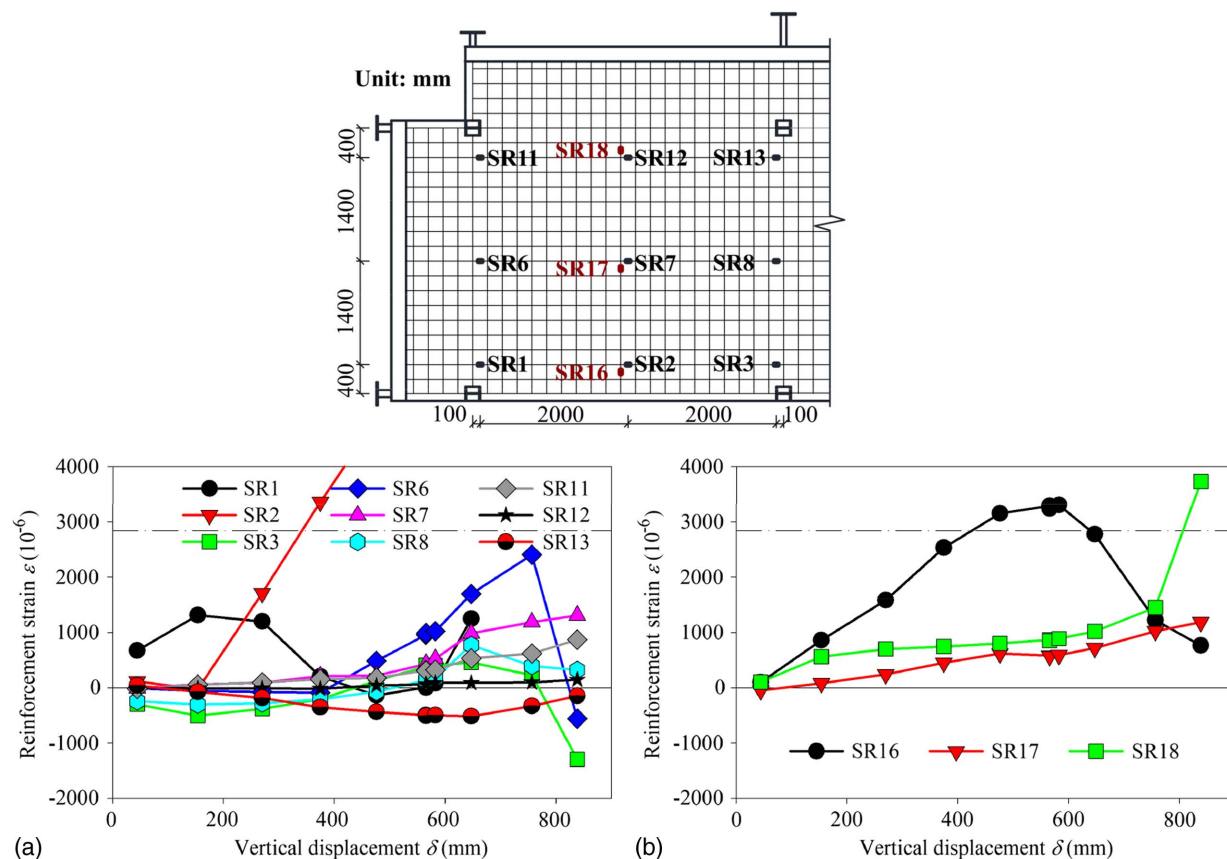 Unit: mm
400
1400
1400
400
SR11
SR18
SR12
SR13
SR6
SR17
SR7
SR8
SR1
SR16
SR2
SR3
100
2000
2000
100
4000
3000
2000
1000
0
-1000
-2000
Reinforcement strain ε (10⁻⁶)
SR1
SR6
SR11
SR2
SR7
SR12
SR3
SR8
SR13
0
200
400
600
800
(a)
Vertical displacement δ (mm)
4000
3000
2000
1000
0
-1000
-2000
Reinforcement strain ε (10⁻⁶)
SR16
SR17
SR18
0
200
400
600
800
(b)
Vertical displacement δ (mm)